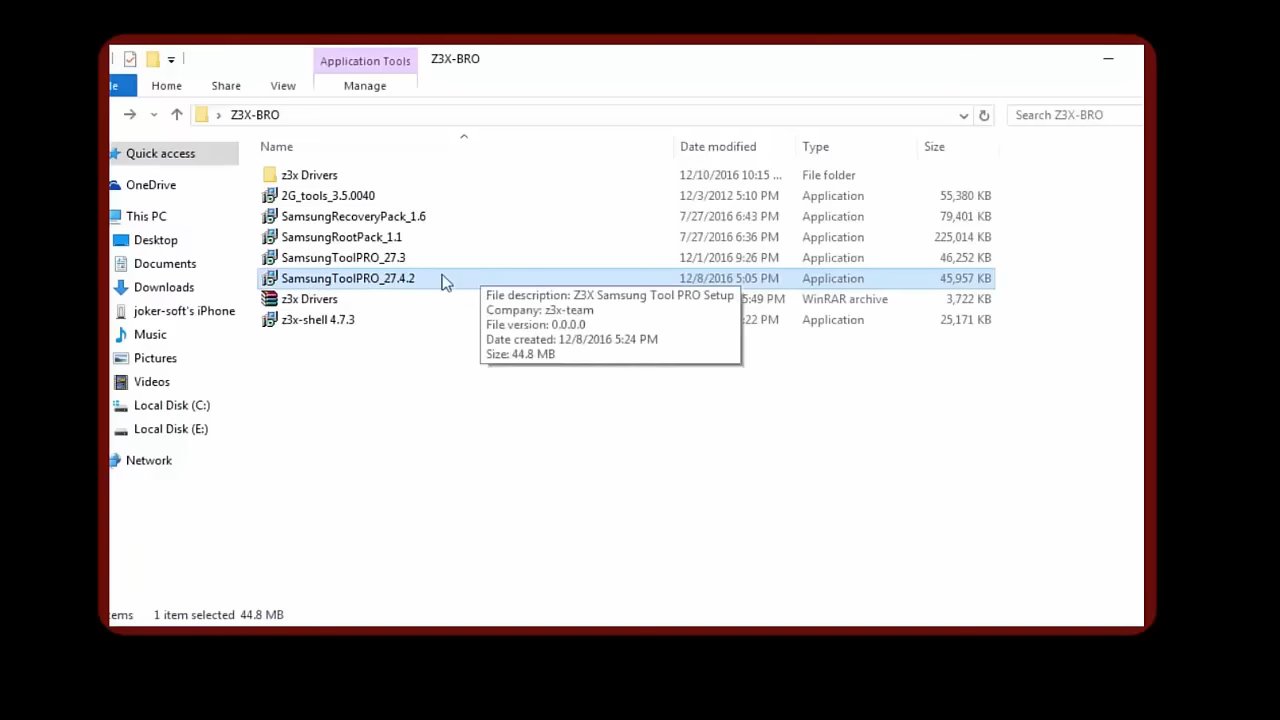 Application Tools
Z3X-BRO
le
Home
Share
View
Manage
Z3X-BRO
Search Z3X-BRO
Name
Date modified
Type
Size
Quick access
OneDrive
This PC
Desktop
Documents
Downloads
joker-soft's iPhone
Music
Pictures
Videos
Local Disk (C:)
Local Disk (E:)
Network
z3x Drivers 12/10/2016 10:15 ... File folder
2G_tools_3.5.0040 12/3/2012 5:10 PM Application 55,380 KB
SamsungRecoveryPack_1.6 7/27/2016 6:43 PM Application 79,401 KB
SamsungRootPack_1.1 7/27/2016 6:36 PM Application 225,014 KB
SamsungToolPRO_27.3 12/1/2016 9:26 PM Application 46,252 KB
SamsungToolPRO_27.4.2 12/8/2016 5:05 PM Application 45,957 KB
z3x Drivers 5:49 PM WinRAR archive 3,722 KB
z3x-shell 4.7.3 :22 PM Application 25,171 KB
File description: Z3X Samsung Tool PRO Setup
Company: z3x-team
File version: 0.0.0.0
Date created: 12/8/2016 5:24 PM
Size: 44.8 MB
ems 1 item selected 44.8 MB